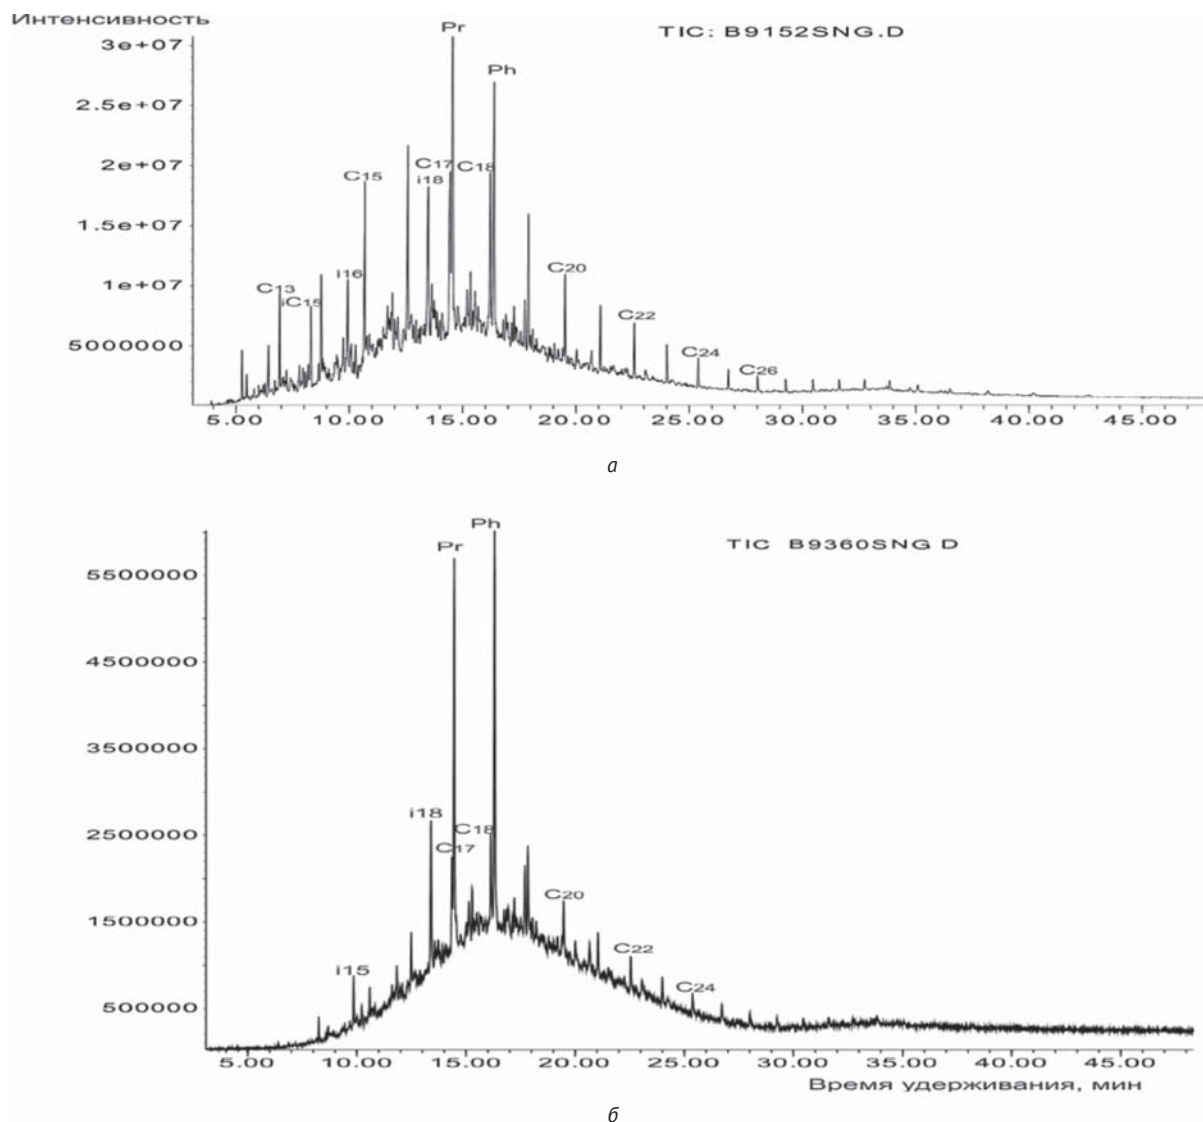 Интенсивность
TIC: B9152SNG.D
Pr
3e+07
Ph
2.5e+07
2e+07
C17
C18
C15
i18
1.5e+07
i16
C20
1e+07
C13
iC15
C22
5000000
C24
C26
5.00 10.00 15.00 20.00 25.00 30.00 35.00 40.00 45.00
а
Ph
Pr
TIC B9360SNG D
5500000
4500000
3500000
i18
2500000
C18
C17
C20
1500000
i15
C22
C24
500000
5.00 10.00 15.00 20.00 25.00 30.00 35.00 40.00 45.00
Время удерживания, мин
б